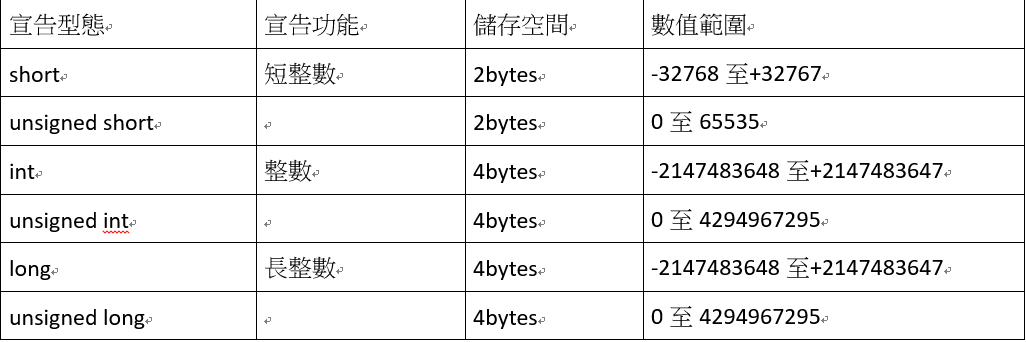 宣告型態 宣告功能 儲存空間 數值範圍
short 短整數 2bytes -32768 至+32767
unsigned short 2bytes 0 至 65535
int 整數 4bytes -2147483648 至+2147483647
unsigned int 4bytes 0 至 4294967295
long 長整數 4bytes -2147483648 至+2147483647
unsigned long 4bytes 0 至 4294967295